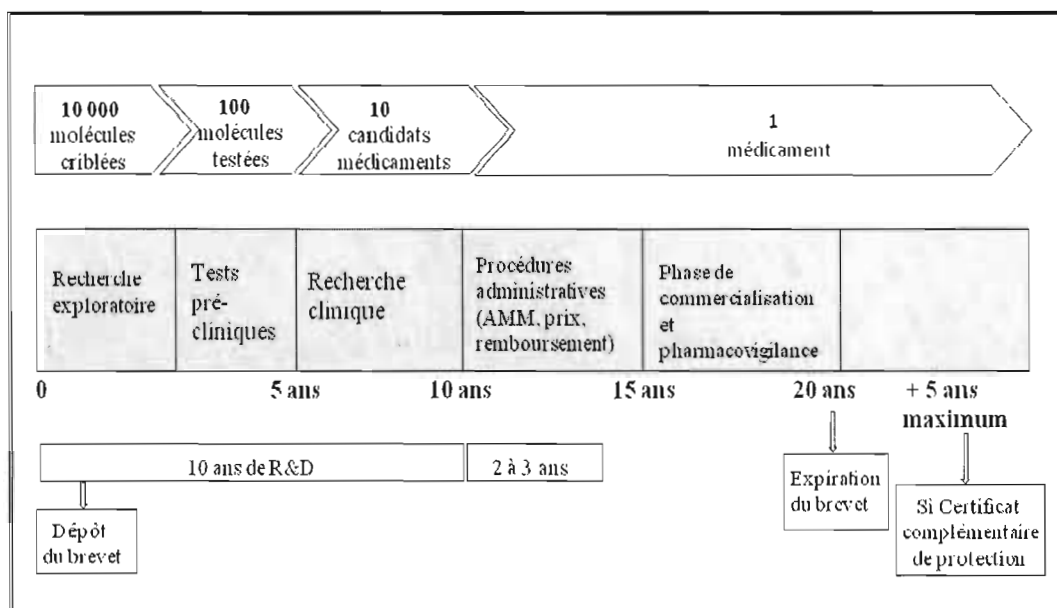 10 000
molécules
criblées
100
molécules
testées
10
candidats
médicaments
1
médicament
Recherche
exploratoire
Tests
pré-
cliniques
Recherche
clinique
Procédures
administratives
(AMM, prix,
remboursement)
Phase de
commercialisation
et
pharmacovigilance
0
5 ans
10 ans
15 ans
20 ans
+ 5 ans
maximum
10 ans de R&D
2 à 3 ans
Dépôt
du brevet
Expiration
du brevet
Si Certificat
complémentaire
de protection